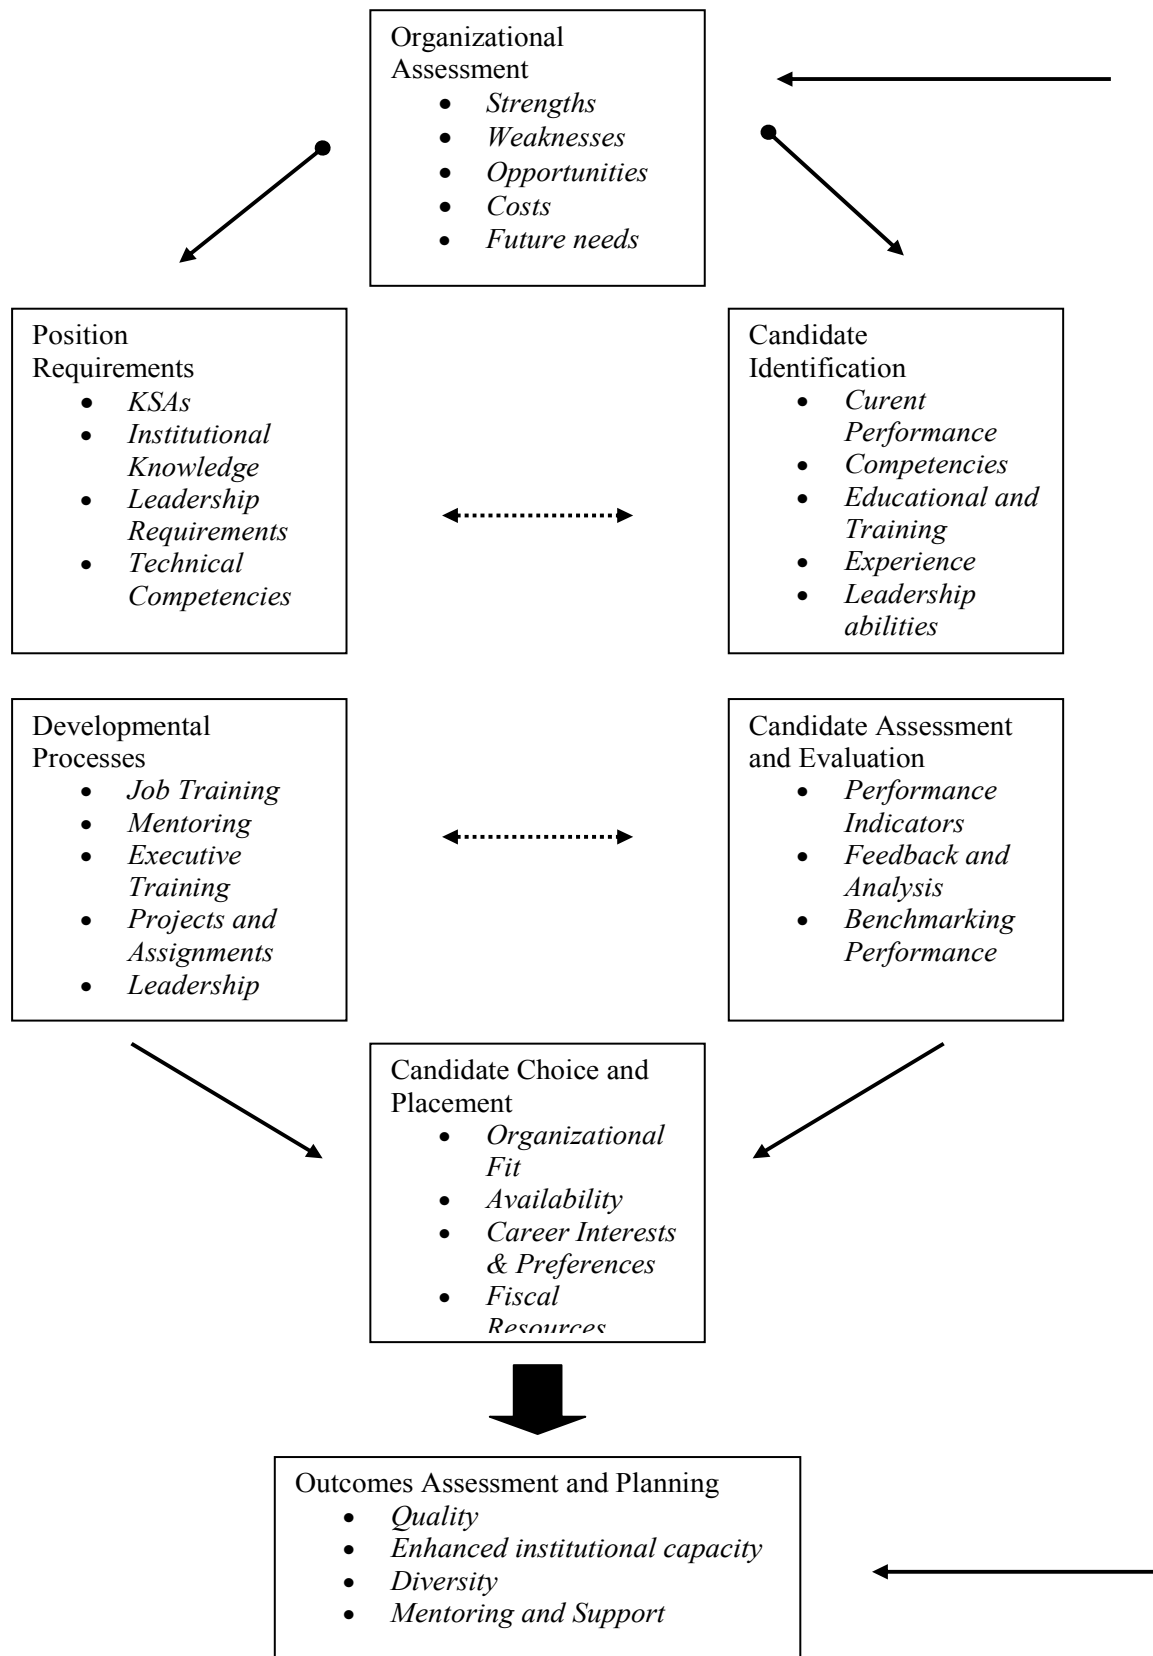 Organizational
Assessment
• Strengths
• Weaknesses
• Opportunities
• Costs
• Future needs
Position
Requirements
• KSAs
• Institutional
Knowledge
• Leadership
Requirements
• Technical
Competencies
Candidate
Identification
• Curent
Performance
• Competencies
• Educational and
Training
• Experience
• Leadership
abilities
Developmental
Processes
• Job Training
• Mentoring
• Executive
Training
• Projects and
Assignments
• Leadership
Candidate Assessment
and Evaluation
• Performance
Indicators
• Feedback and
Analysis
• Benchmarking
Performance
Candidate Choice and
Placement
• Organizational
Fit
• Availability
• Career Interests
& Preferences
• Fiscal
Resources
Outcomes Assessment and Planning
• Quality
• Enhanced institutional capacity
• Diversity
• Mentoring and Support